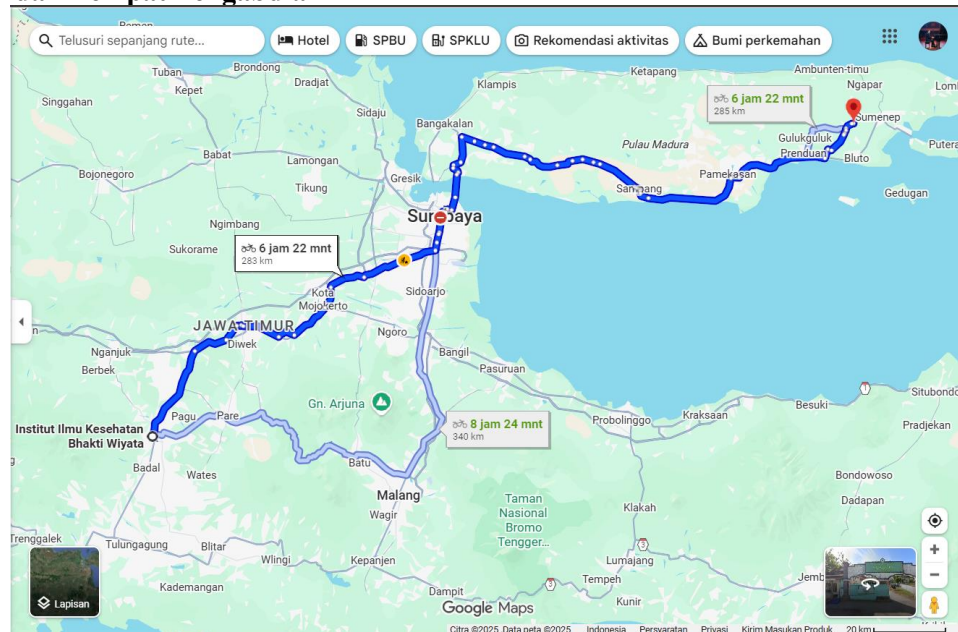 Telusuri sepanjang rute...
Hotel
SPBU
SPKLU
Rekomendasi aktivitas
Bumi perkemahan
Tuban
Brondong
Kepet
Dradjat
Singgahan
Sidaju
Klampis
Ketapang
Ambunten-timu
Ngapar
6 jam 22 mnt
285 km
Sumenep
Bangakalan
Gulukguluk
Pulau Madura
Prenduan
Bluto
Babat
Lamongan
Bojonegoro
Gresik
Tikung
Pamekasan
Gedugan
Surabaya
Ngimbang
Sukorame
6 jam 22 mnt
283 km
Kota
Mojokerto
Sidoarjo
JAWA TIMUR
Diwek
Ngoro
Nganjuk
Bangil
Berbek
Pasuruan
Situbondo
Besuki
Gn. Arjuna
Pagu
Pare
Kraksaan
Probolinggo
8 jam 24 mnt
340 km
Institut Ilmu Kesehatan
Bhakti Wiyata
Pradjekan
Badal
Batu
Wates
Bondowoso
Malang
Taman
Nasional
Bromo
Tengger...
Dadapan
Wagir
Klakah
Trenggalek
Tulungagung
Blitar
Wlingi
Kepanjen
Lumajang
Kademangan
Dampit
Tempeh
Jemb
Kunir
Lapisan
Google Maps
Citra ©2025 Data peta ©2025 Indonesia Persyaratan Privasi Kirim Masukan Produk 20 km